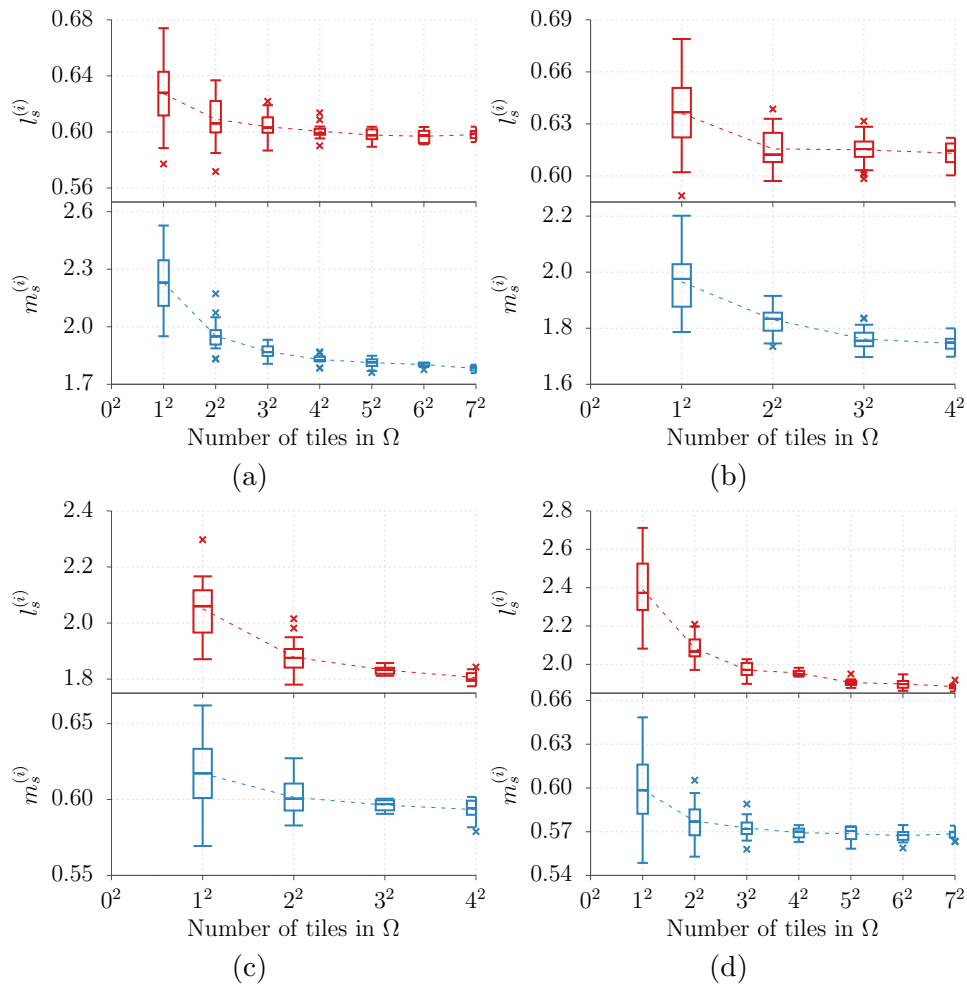 0.68
0.64
0.60
0.56
l_s^{(i)}
2.6
2.3
2.0
1.7
m_s^{(i)}
0² 1² 2² 3² 4² 5² 6² 7²
Number of tiles in Ω
(a)
0.69
0.66
0.63
0.60
l_s^{(i)}
2.2
2.0
1.8
1.6
m_s^{(i)}
0² 1² 2² 3² 4²
Number of tiles in Ω
(b)
2.4
2.2
2.0
1.8
l_s^{(i)}
0.65
0.60
0.55
m_s^{(i)}
0² 1² 2² 3² 4²
Number of tiles in Ω
(c)
2.8
2.6
2.4
2.2
2.0
l_s^{(i)}
0.66
0.63
0.60
0.57
0.54
m_s^{(i)}
0² 1² 2² 3² 4² 5² 6² 7²
Number of tiles in Ω
(d)